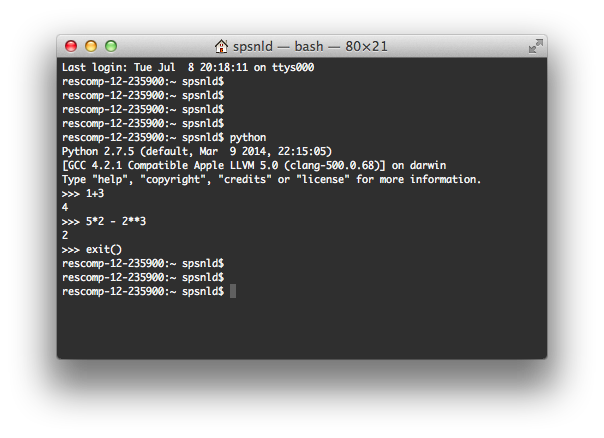 spsnld — bash — 80×21
Last login: Tue Jul  8 20:18:11 on ttys000
rescomp-12-235900:~ spsnld$
rescomp-12-235900:~ spsnld$
rescomp-12-235900:~ spsnld$
rescomp-12-235900:~ spsnld$
rescomp-12-235900:~ spsnld$ python
Python 2.7.5 (default, Mar  9 2014, 22:15:05)
[GCC 4.2.1 Compatible Apple LLVM 5.0 (clang-500.0.68)] on darwin
Type "help", "copyright", "credits" or "license" for more information.
>>> 1+3
4
>>> 5*2 - 2**3
2
>>> exit()
rescomp-12-235900:~ spsnld$
rescomp-12-235900:~ spsnld$
rescomp-12-235900:~ spsnld$